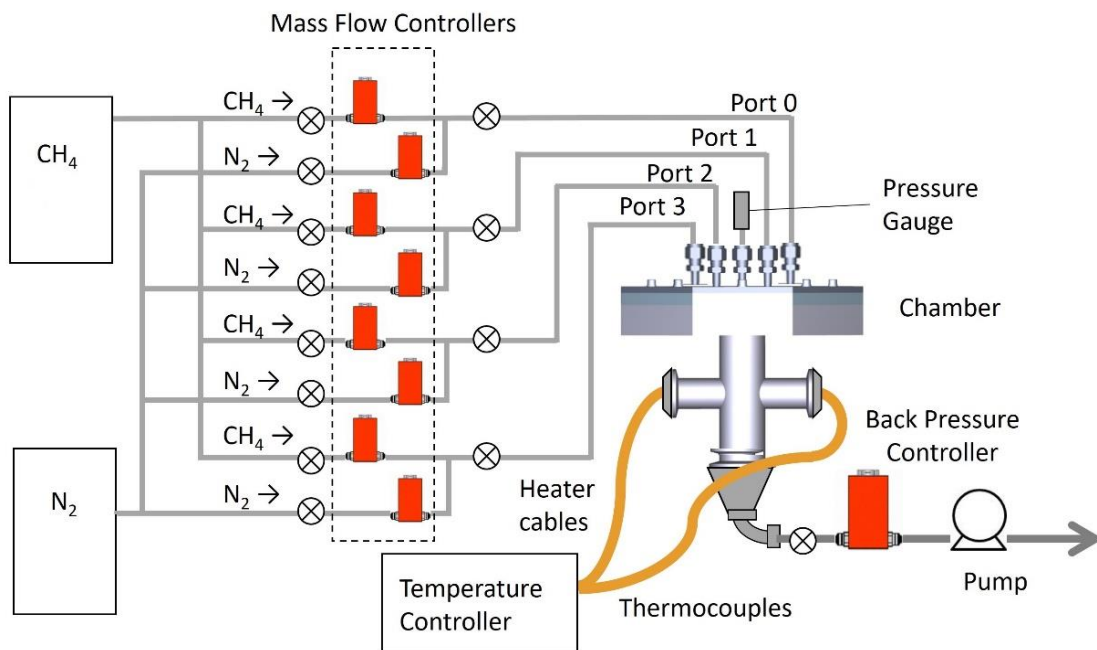 Mass Flow Controllers
CH₄ →
Port 0
N₂ →
Port 1
CH₄
Port 2
Pressure
Gauge
CH₄ →
Port 3
N₂ →
Chamber
CH₄ →
N₂ →
Back Pressure
Controller
CH₄ →
N₂
N₂ →
Heater
cables
Temperature
Controller
Thermocouples
Pump